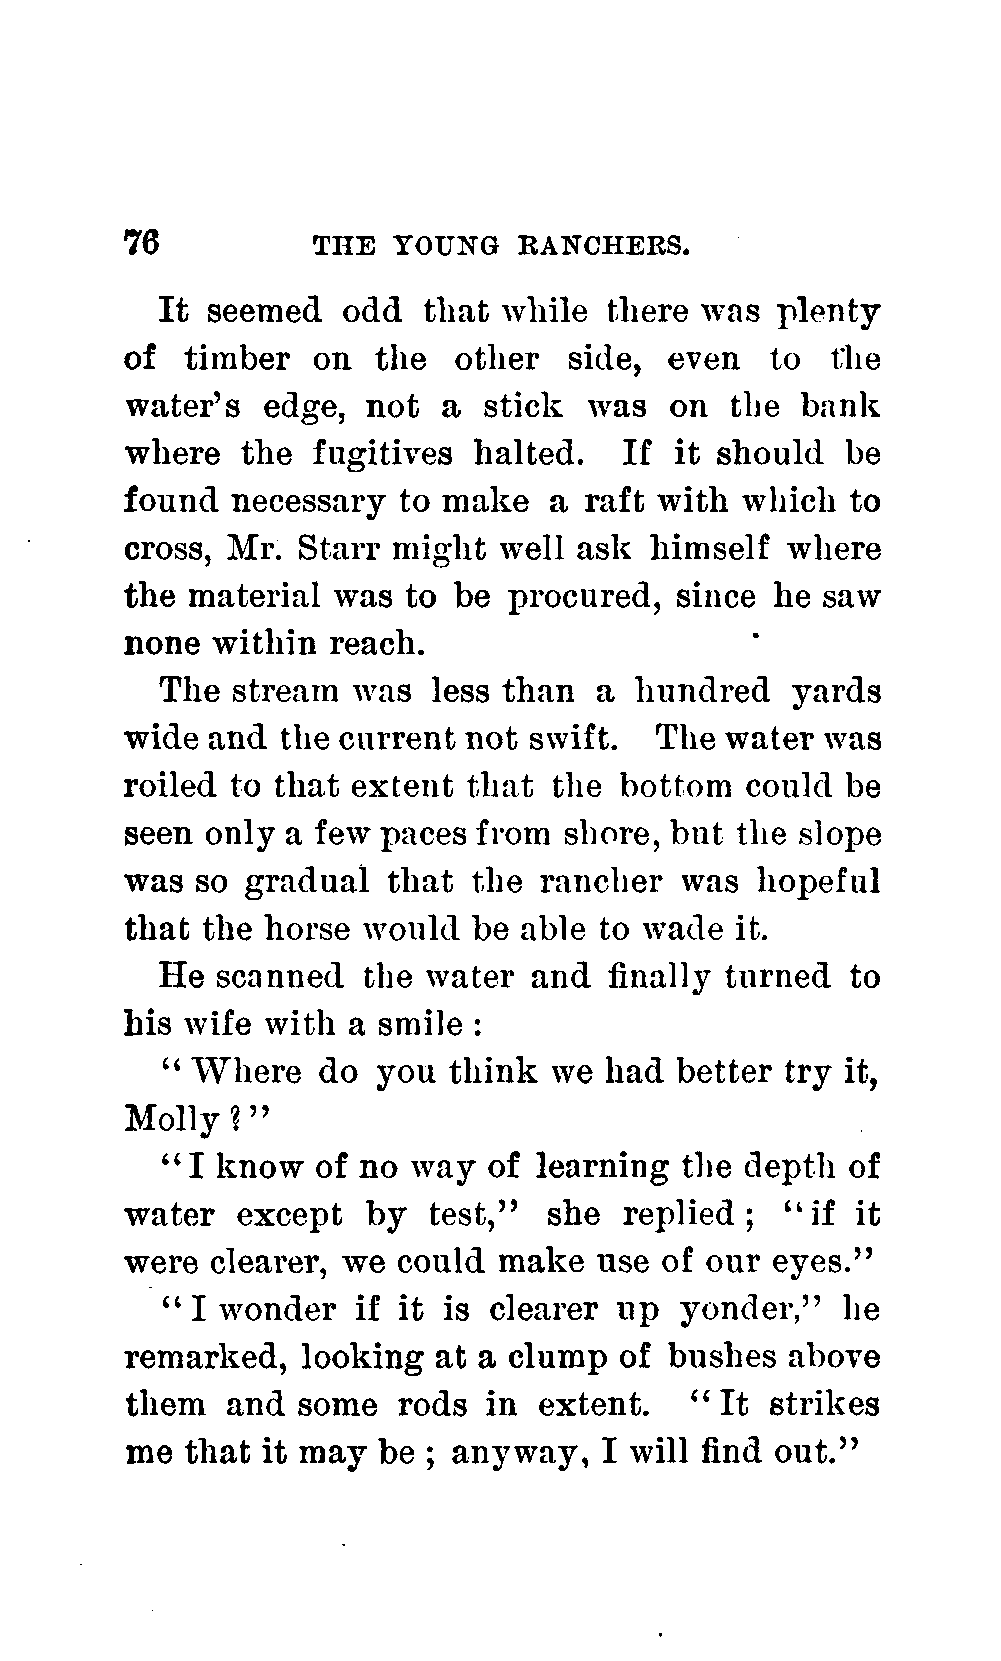 76 THE YOUNG RANCHERS.
It seemed odd that while there was plenty
of timber on the other side, even to the
water's edge, not a stick was on the bank
where the fugitives halted. If it should be
found necessary to make a raft with which to
cross, Mr. Starr might well ask himself where
the material was to be procured, since he saw
none within reach.
The stream was less than a hundred yards
wide and the current not swift. The water was
roiled to that extent that the bottom could be
seen only a few paces from shore, but the slope
was so gradual that the rancher was hopeful
that the horse would be able to wade it.
He scanned the water and finally turned to
his wife with a smile :
“ Where do you think we had better try it,
Molly ? ”
“ I know of no way of learning the depth of
water except by test,” she replied ; “ if it
were clearer, we could make use of our eyes.”
“ I wonder if it is clearer up yonder,” he
remarked, looking at a clump of bushes above
them and some rods in extent. “ It strikes
me that it may be ; anyway, I will find out.”